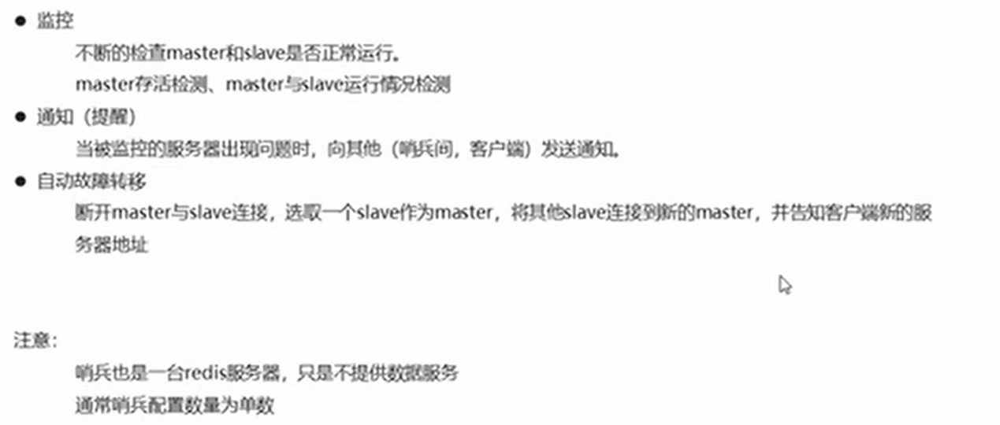 ● 监控
不断的检查master和slave是否正常运行。
master存活检测、master与slave运行情况检测
● 通知（提醒）
当被监控的服务器出现问题时，向其他（哨兵间，客户端）发送通知。
● 自动故障转移
断开master与slave连接，选取一个slave作为master，将其他slave连接到新的master，并告知客户端新的服
务器地址
注意：
哨兵也是一台redis服务器，只是不提供数据服务
通常哨兵配置数量为单数